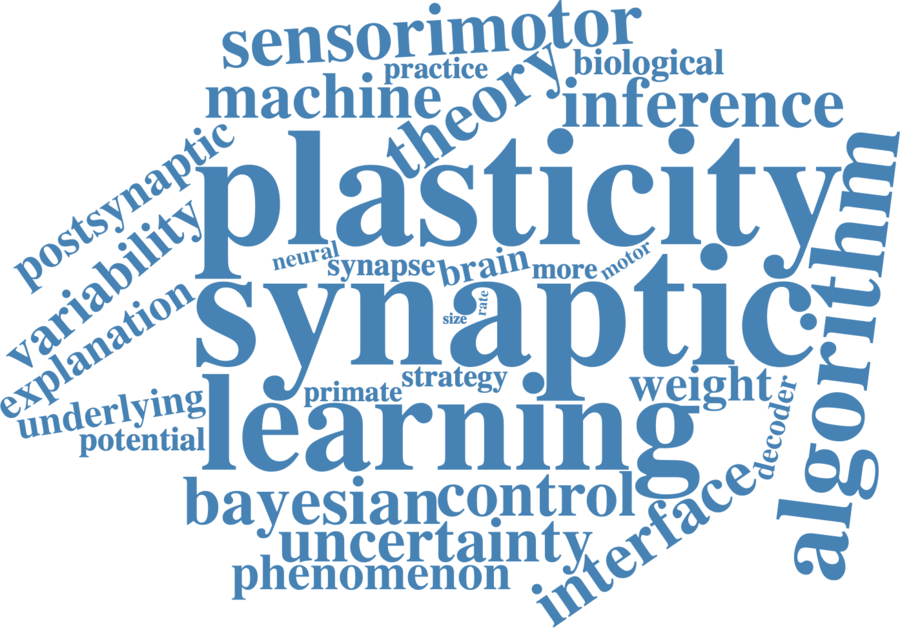 sensorimotor
practice
biological
machine
theory
inference
postsynaptic
plasticity
algorithm
variability
neural
synapse
brain
more
motor
size
rate
synaptic
explanation
underlying
potential
primate
strategy
weight
decoder
learning
bayesian
control
interface
uncertainty
phenomenon